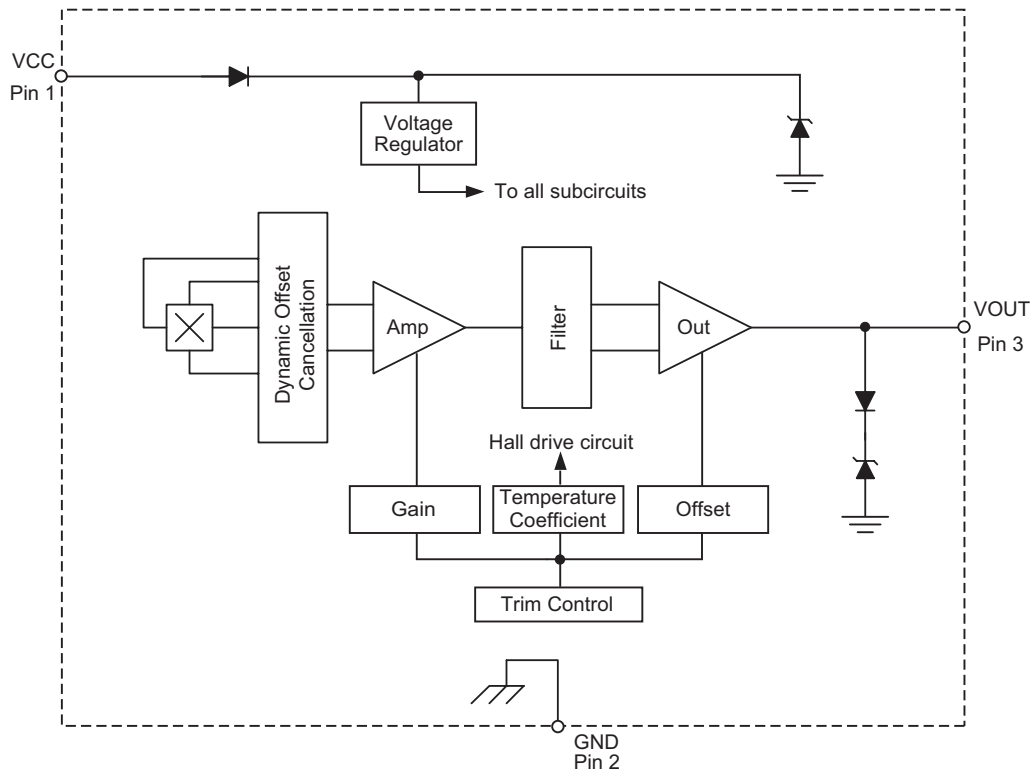 VCC
Pin 1
Voltage
Regulator
To all subcircuits
Dynamic Offset
Cancellation
Amp
Filter
Out
VOUT
Pin 3
Hall drive circuit
Gain
Temperature
Coefficient
Offset
Trim Control
GND
Pin 2